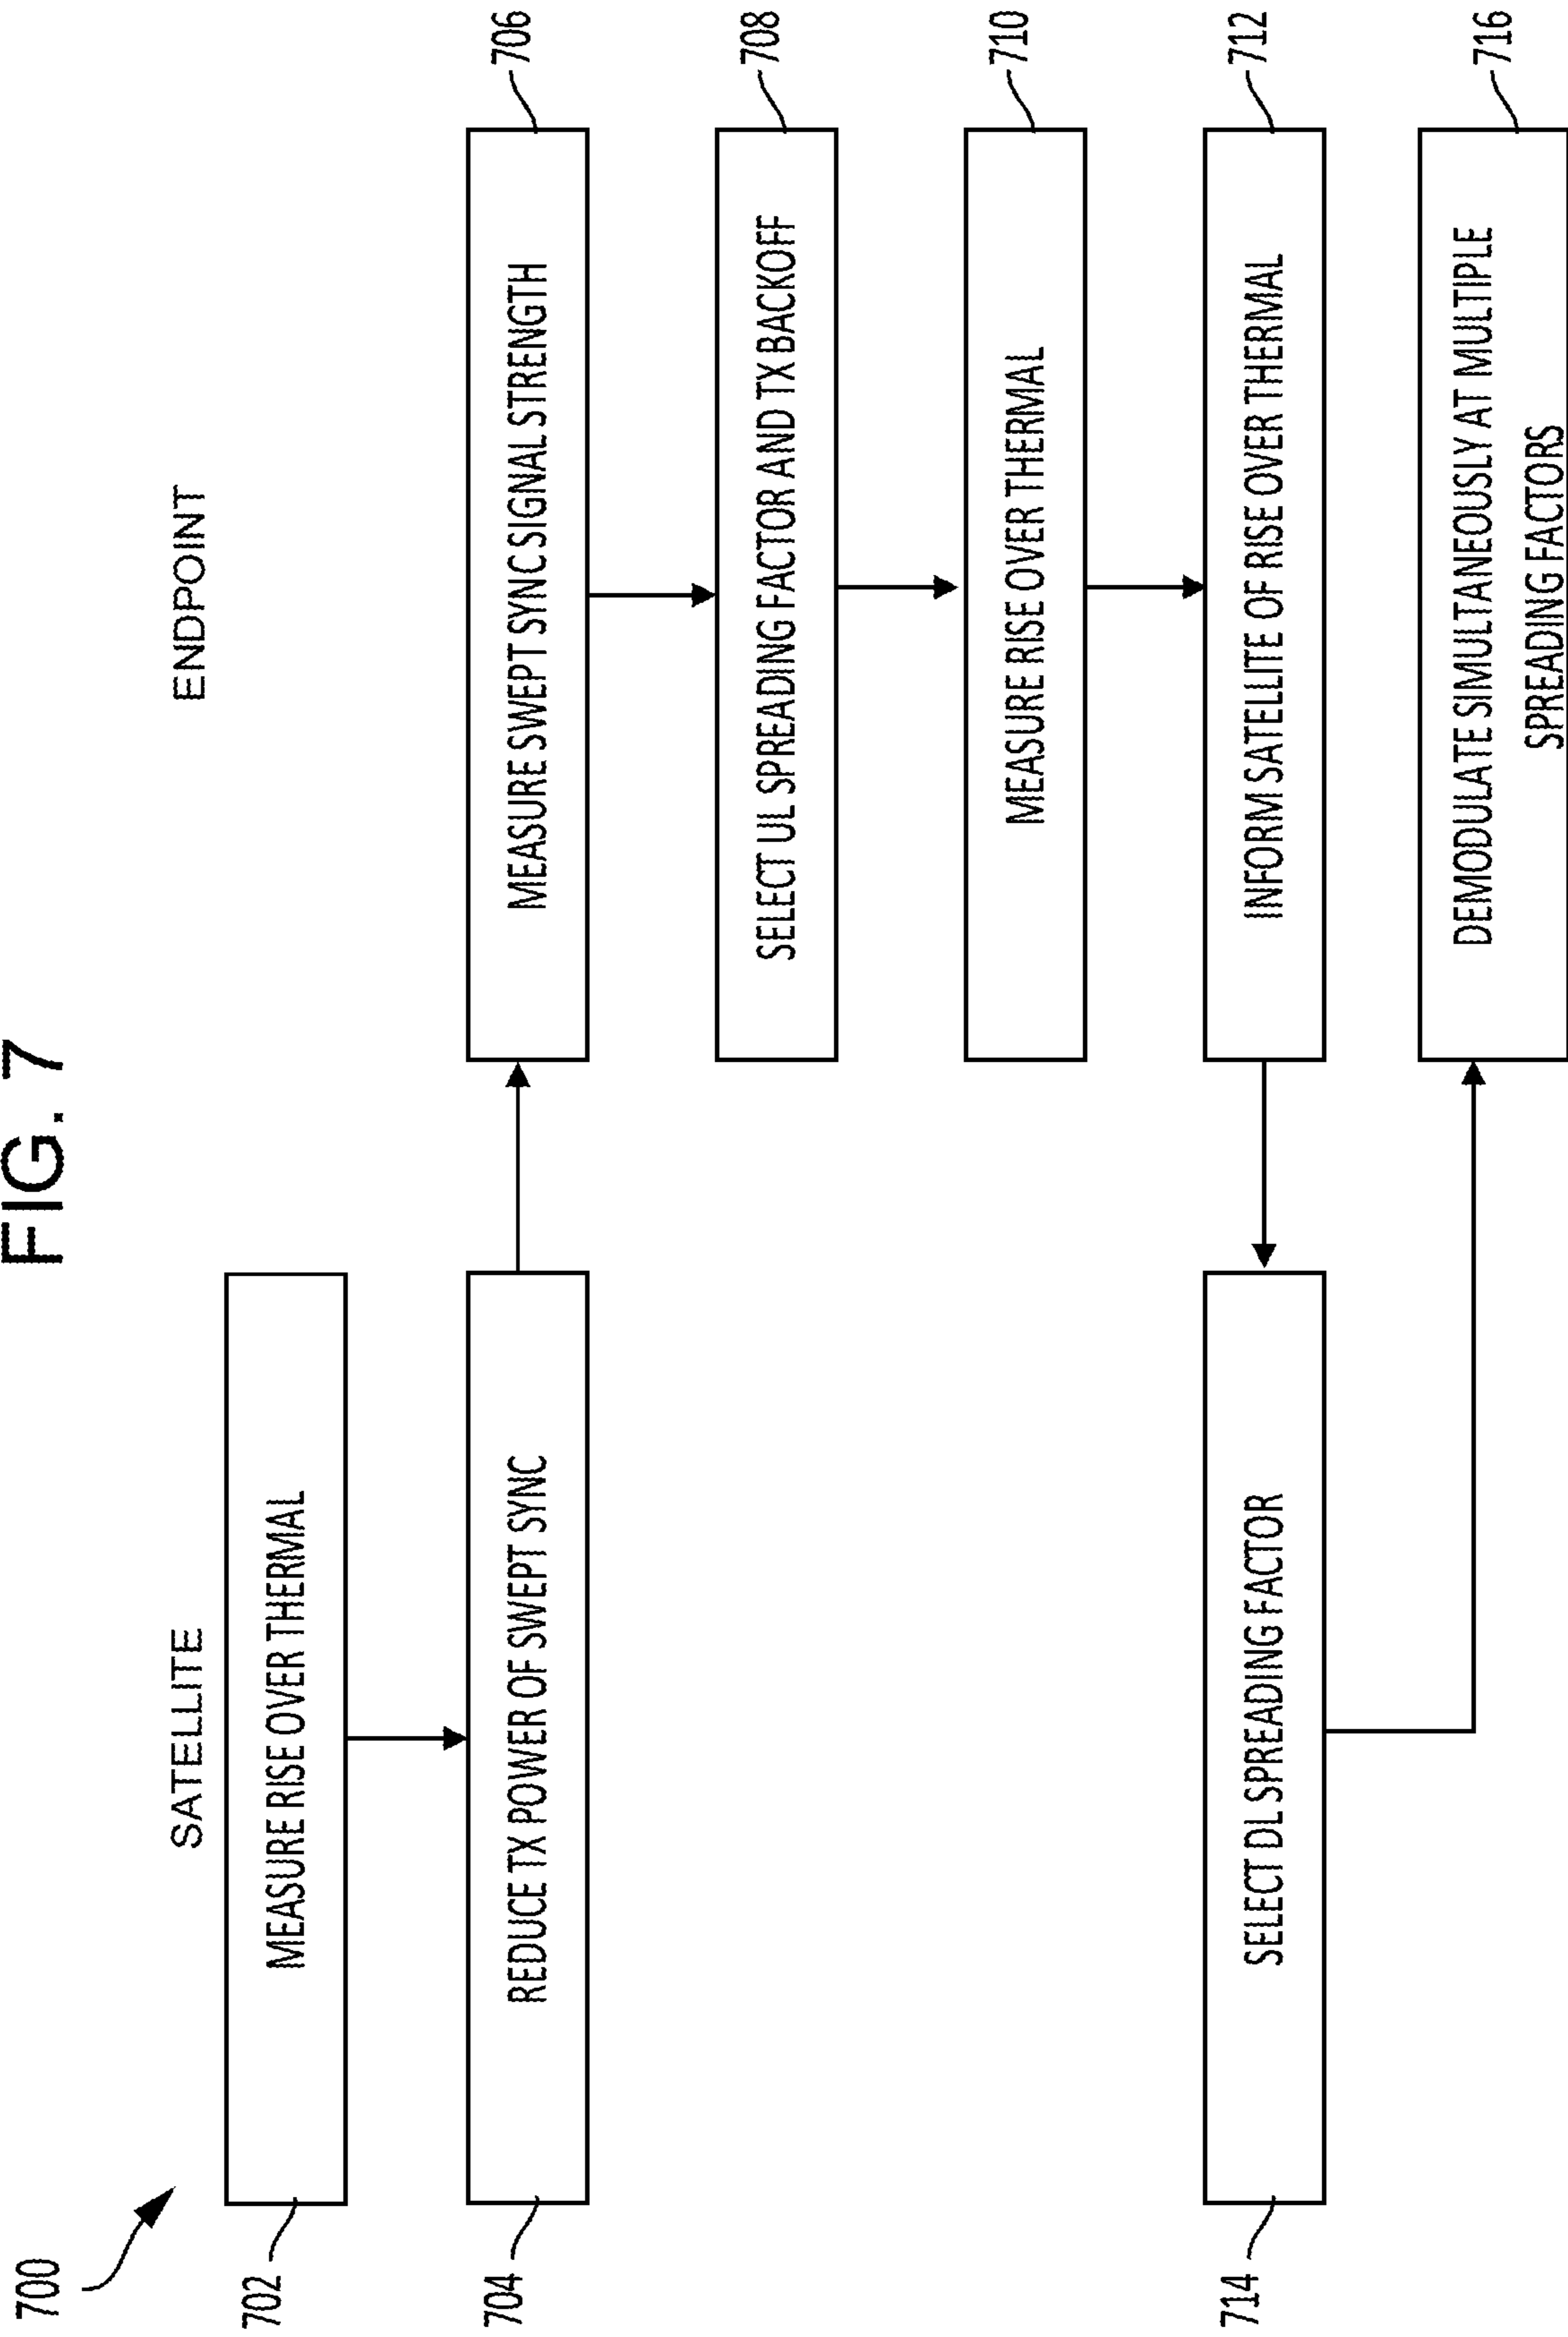 FIG. 7
700
SATELLITE
ENDPOINT
702
MEASURE RISE OVER THERMAL
704
REDUCE TX POWER OF SWEPT SYNC
MEASURE SWEPT SYNC SIGNAL STRENGTH
706
SELECT UL SPREADING FACTOR AND TX BACKOFF
708
MEASURE RISE OVER THERMAL
710
INFORM SATELLITE OF RISE OVER THERMAL
712
714
SELECT DL SPREADING FACTOR
DEMODULATE SIMULTANEOUSLY AT MULTIPLE
SPREADING FACTORS
716